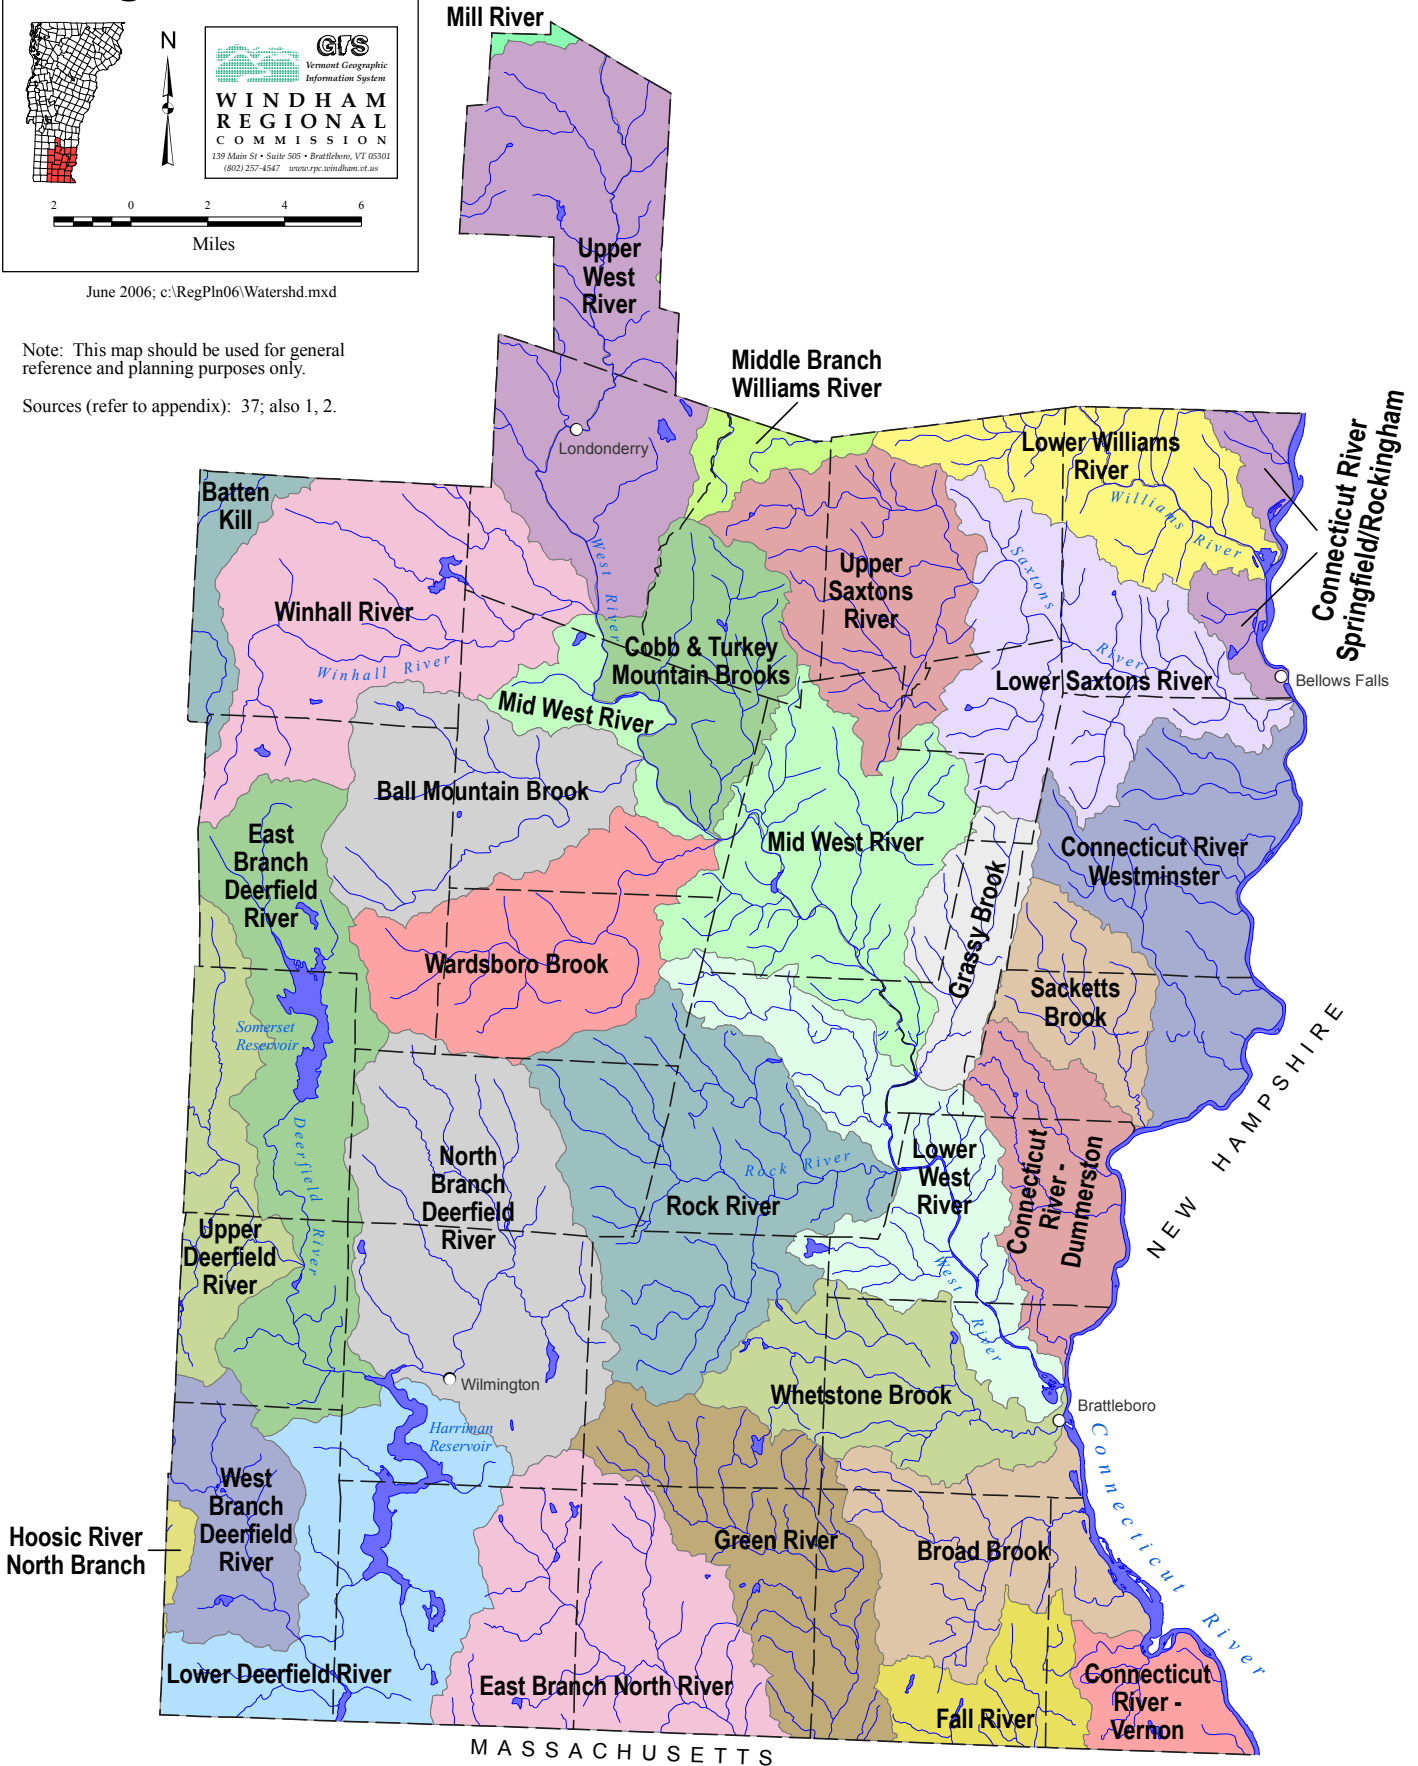 Mill River
N
GIS
Vermont Geographic
Information System
WINDHAM
REGIONAL
COMMISSION
139 Main St • Suite 505 • Brattleboro, VT 05301
(802) 257-4547 www.rpc.windham.vt.us
2 0 2 4 6
Miles
June 2006; c:\RegPln06\Watershd.mxd
Note: This map should be used for general
reference and planning purposes only.
Sources (refer to appendix): 37; also 1, 2.
Upper
West
River
Middle Branch
Williams River
Londonderry
Lower Williams
River
Williams River
Connecticut River
Springfield/Rockingham
Batten
Kill
West River
Saxtons River
Upper
Saxtons
River
Winhall River
Winhall River
Cobb & Turkey
Mountain Brooks
Lower Saxtons River
Bellows Falls
Mid West River
Ball Mountain Brook
East
Branch
Deerfield
River
Mid West River
Connecticut River
Westminster
Grassy Brook
Wardsboro Brook
Sacketts
Brook
Somerset
Reservoir
NEW HAMPSHIRE
Deerfield River
North
Branch
Deerfield
River
Rock River
Rock River
Lower
West
River
Connecticut
River -
Dummerston
Upper
Deerfield
River
West River
Wilmington
Whetstone Brook
Brattleboro
Harriman
Reservoir
Connecticut River
West
Branch
Deerfield
River
Hoosic River
North Branch
Green River
Broad Brook
Lower Deerfield River
East Branch North River
Connecticut
River -
Vernon
Fall River
MASSACHUSETTS